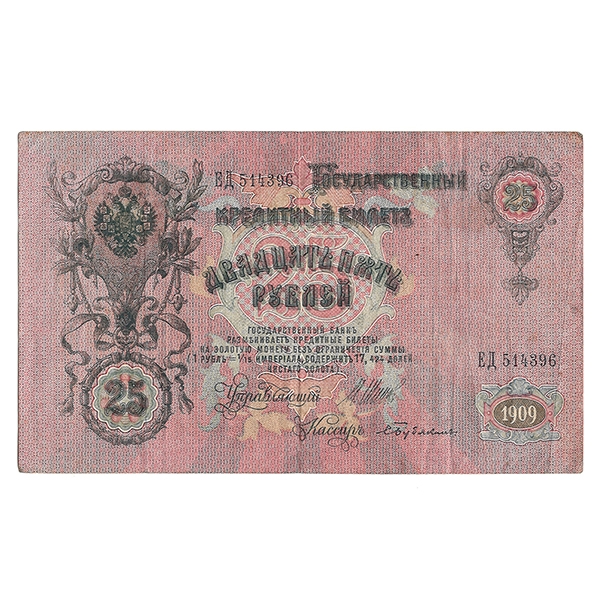 ЕД 514396
Государственный
25
Кредитный Билетъ
Двадцать пять
рублей
Государственный Банкъ
размѣниваетъ кредитные билеты
на золотую монету безъ ограниченія суммы
(1 рубль = 1/15 имперіала, содержитъ 17,424 долей
чистаго золота.)
ЕД 514396
25
Управляющій
1909
Кассиръ